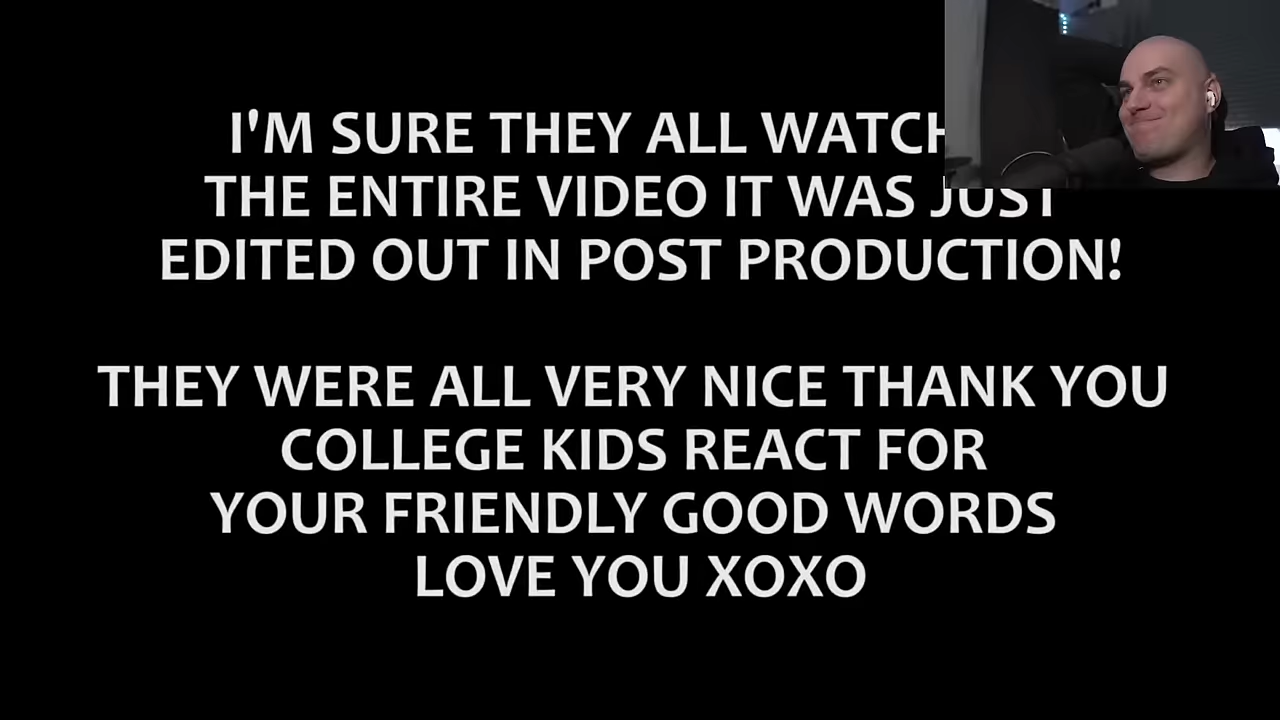 I'M SURE THEY ALL
THE ENTIRE VIDEO IT WAS JUST
EDITED OUT IN POST PRODUCTION!
THEY WERE ALL VERY NICE THANK YOU
COLLEGE KIDS REACT FOR
YOUR FRIENDLY GOOD WORDS
LOVE YOU XOXO